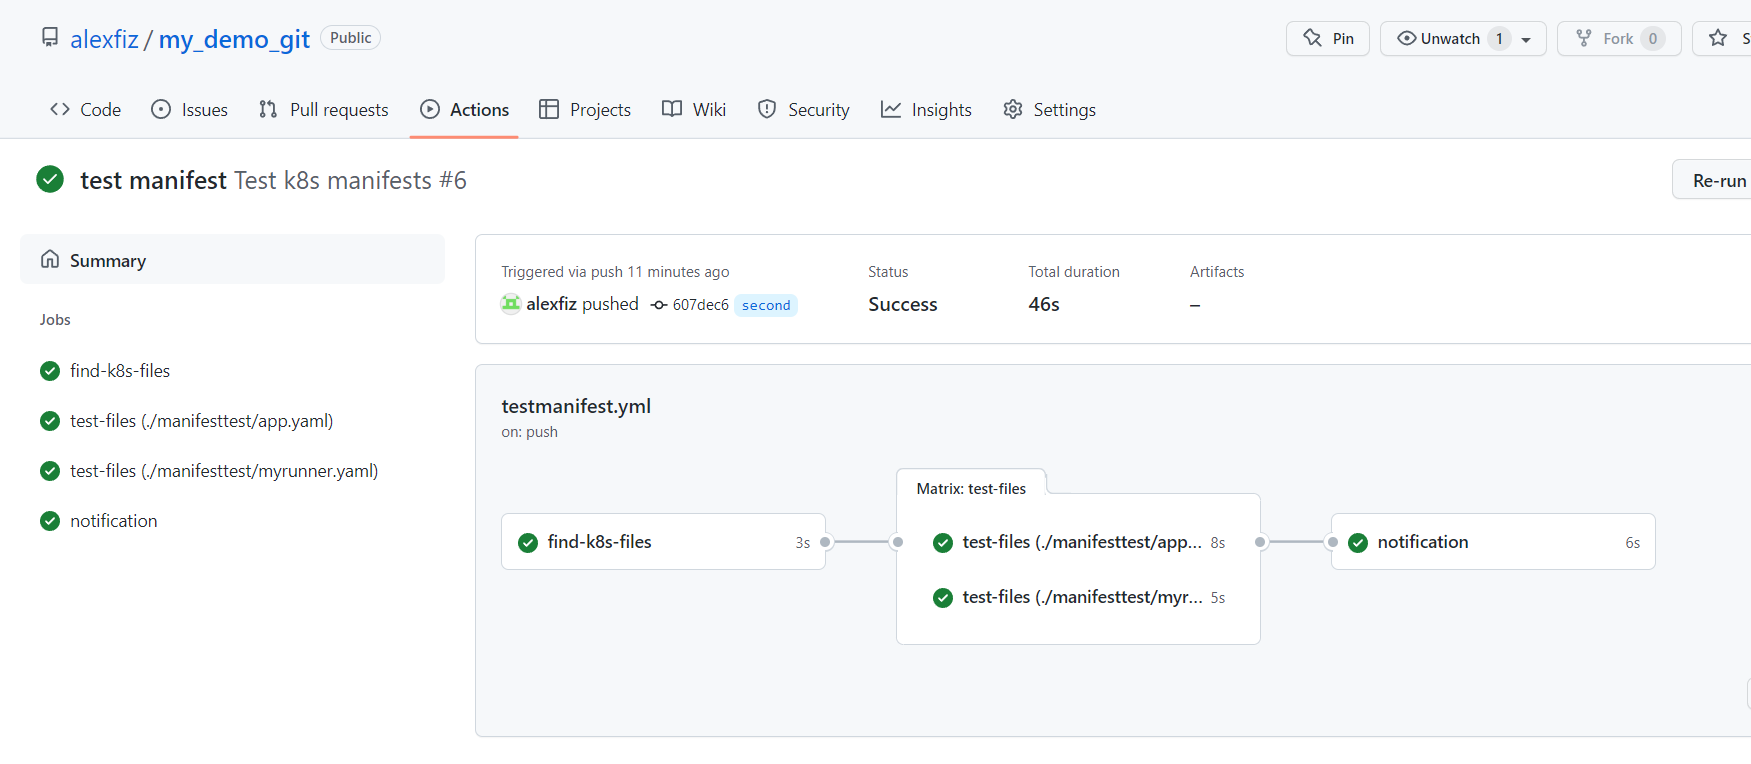 alexfiz / my_demo_git Public
Pin
Unwatch 1
Fork 0
Code
Issues
Pull requests
Actions
Projects
Wiki
Security
Insights
Settings
test manifest Test k8s manifests #6
Re-run
Summary
Jobs
find-k8s-files
test-files (./manifesttest/app.yaml)
test-files (./manifesttest/myrunner.yaml)
notification
Triggered via push 11 minutes ago
alexfiz pushed 607dec6 second
Status
Success
Total duration
46s
Artifacts
–
testmanifest.yml
on: push
find-k8s-files 3s
Matrix: test-files
test-files (./manifesttest/app... 8s
test-files (./manifesttest/myr... 5s
notification 6s